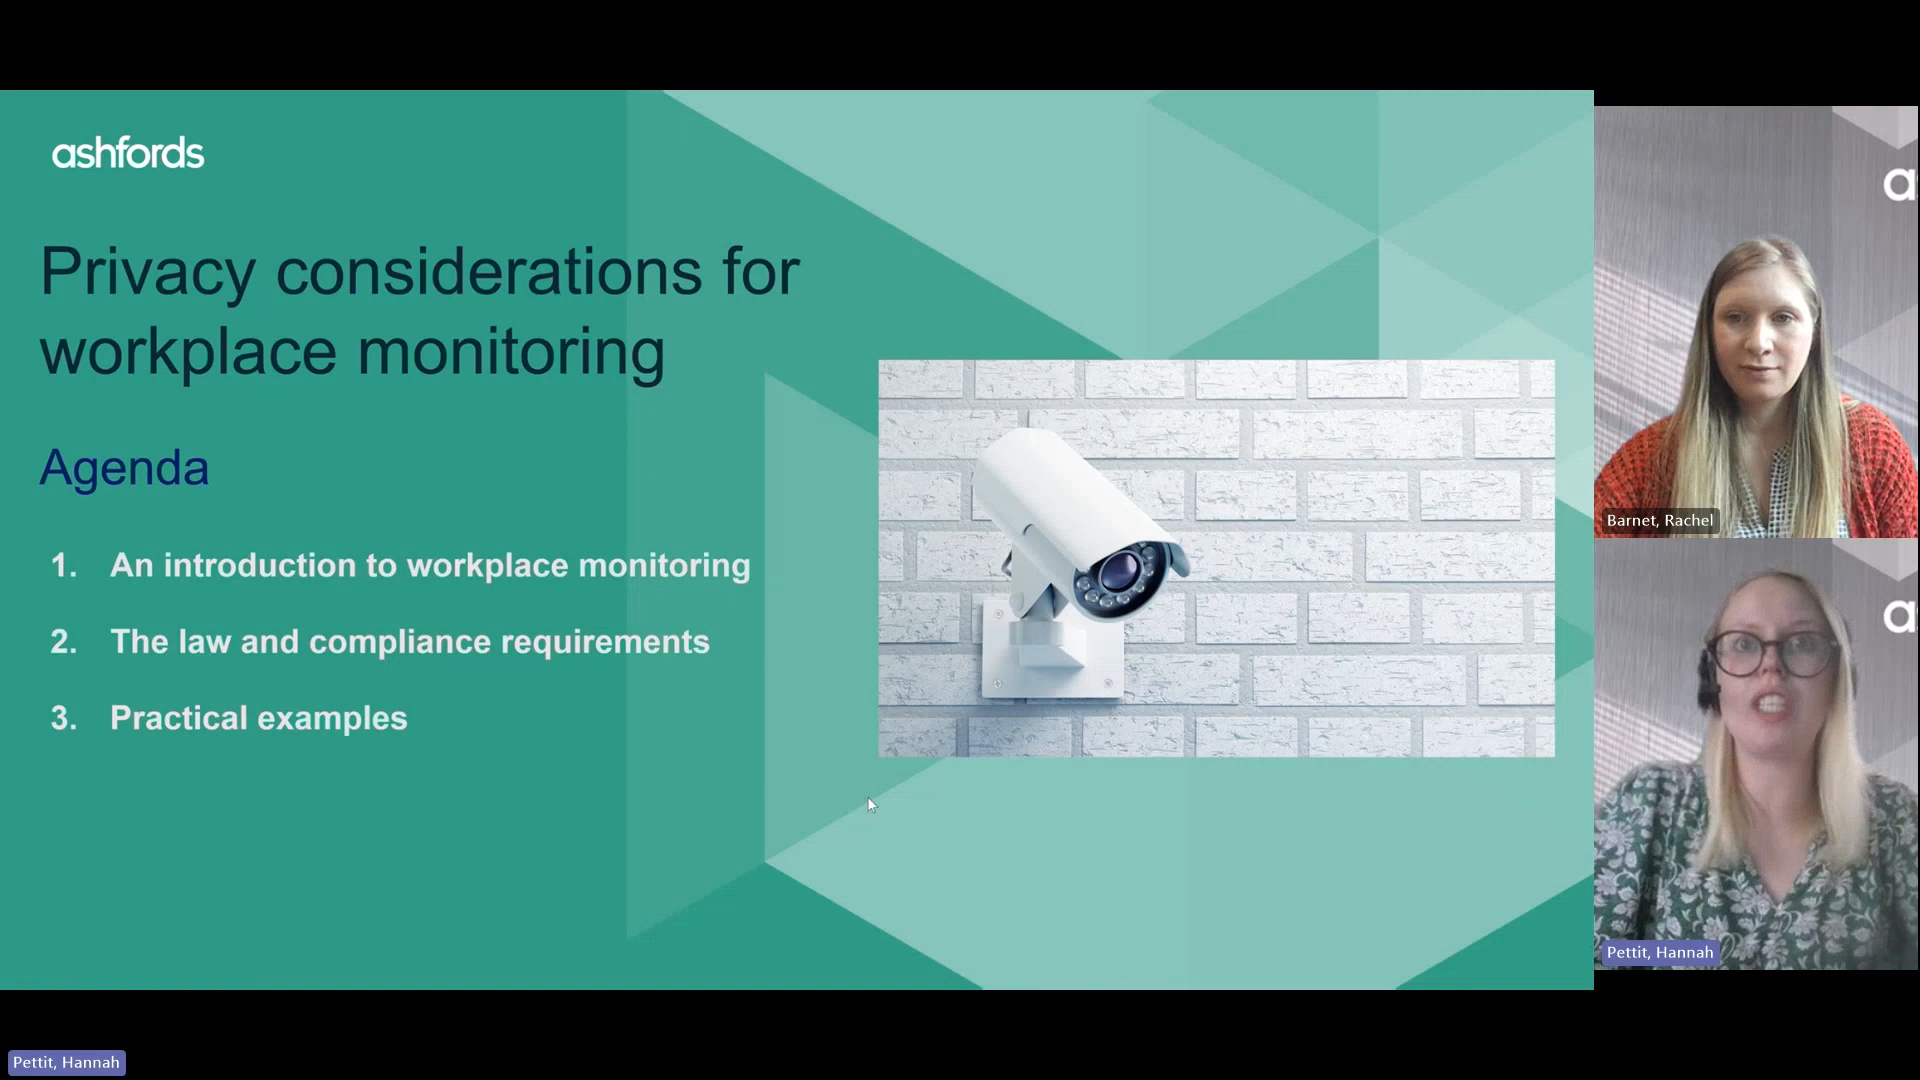 ashfords
Privacy considerations for
workplace monitoring
Agenda
1. An introduction to workplace monitoring
2. The law and compliance requirements
3. Practical examples
a
Barnet, Rachel
a
Pettit, Hannah
Pettit, Hannah